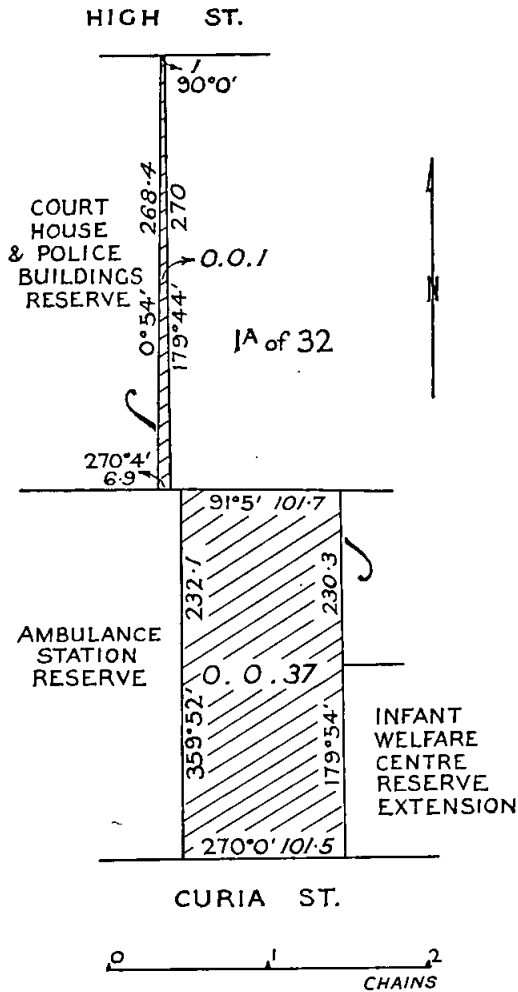 HIGH ST.
1
90°0'
268·4
270
COURT
HOUSE
& POLICE
BUILDINGS
RESERVE
0.0.1
0°54'
179°44'
1A of 32
N
270°4'
6·9
91°5' 101·7
232·1
230·3
AMBULANCE
STATION
RESERVE
0.0.37
359°52'
179°54'
INFANT
WELFARE
CENTRE
RESERVE
EXTENSION
270°0' 101·5
CURIA ST.
0 1 2
CHAINS